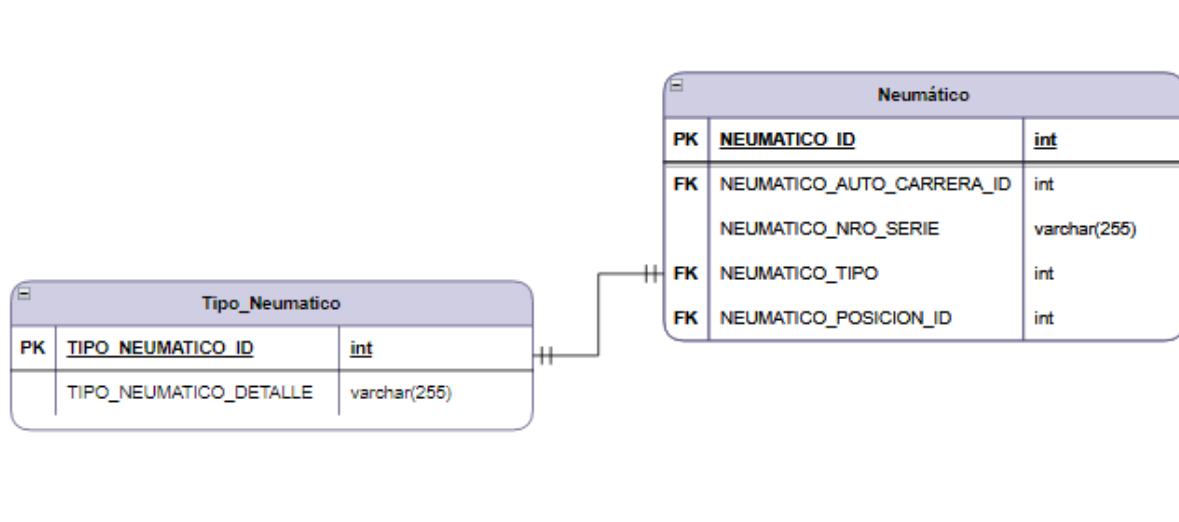 Neumático
PK NEUMATICO_ID int
FK NEUMATICO_AUTO_CARRERA_ID int
NEUMATICO_NRO_SERIE varchar(255)
FK NEUMATICO_TIPO int
FK NEUMATICO_POSICION_ID int
Tipo_Neumatico
PK TIPO_NEUMATICO_ID int
TIPO_NEUMATICO_DETALLE varchar(255)